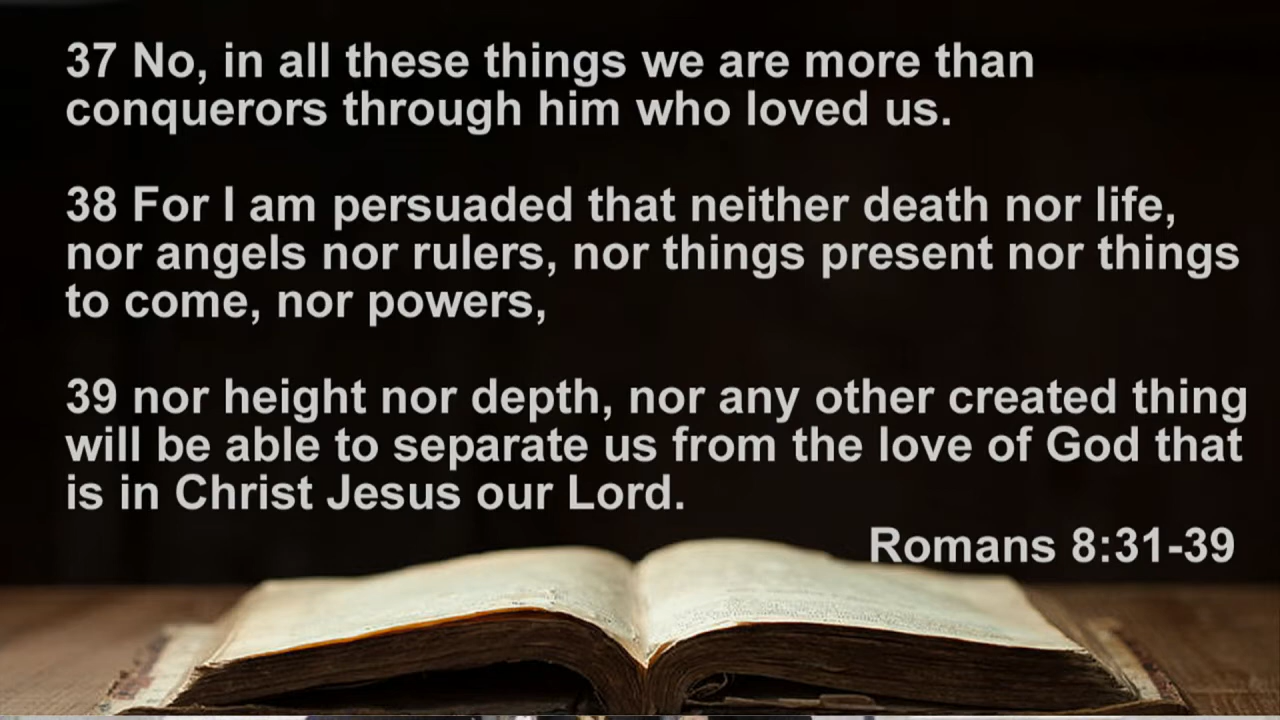 37 No, in all these things we are more than
conquerors through him who loved us.
38 For I am persuaded that neither death nor life,
nor angels nor rulers, nor things present nor things
to come, nor powers,
39 nor height nor depth, nor any other created thing
will be able to separate us from the love of God that
is in Christ Jesus our Lord.
Romans 8:31-39